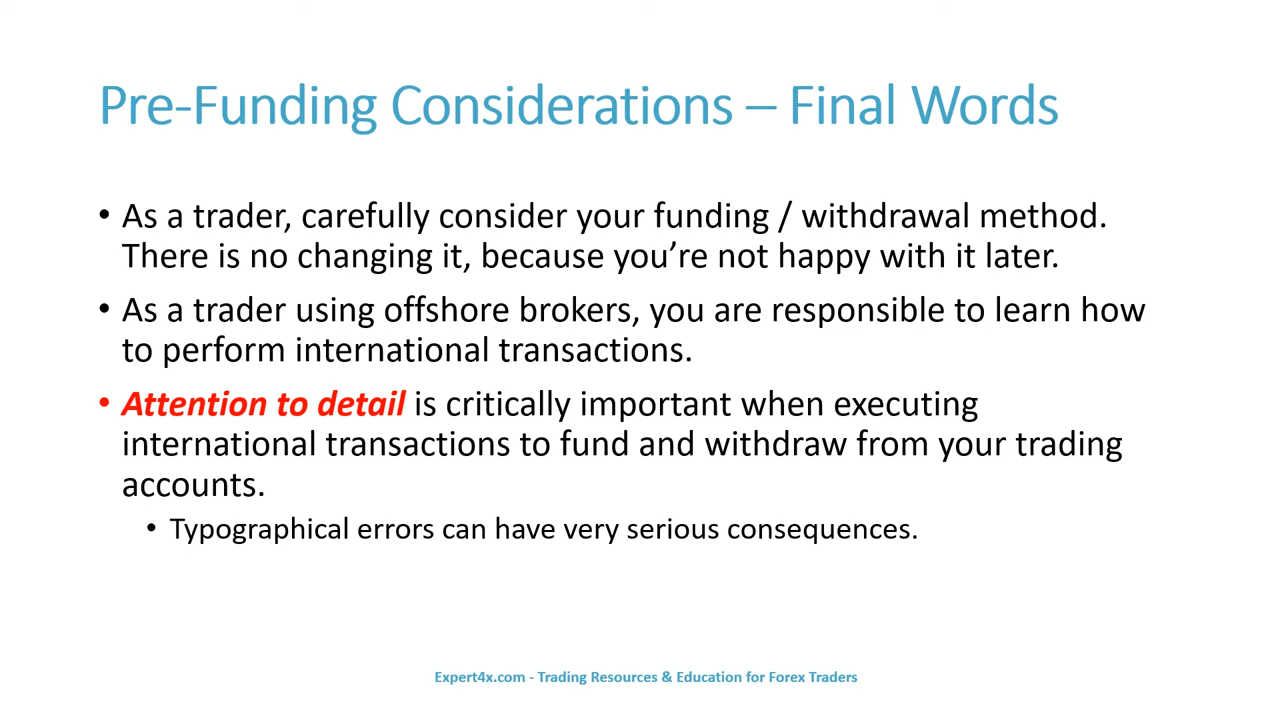 Pre-Funding Considerations – Final Words
• As a trader, carefully consider your funding / withdrawal method.
There is no changing it, because you’re not happy with it later.
• As a trader using offshore brokers, you are responsible to learn how
to perform international transactions.
• Attention to detail is critically important when executing
international transactions to fund and withdraw from your trading
accounts.
• Typographical errors can have very serious consequences.
Expert4x.com - Trading Resources & Education for Forex Traders